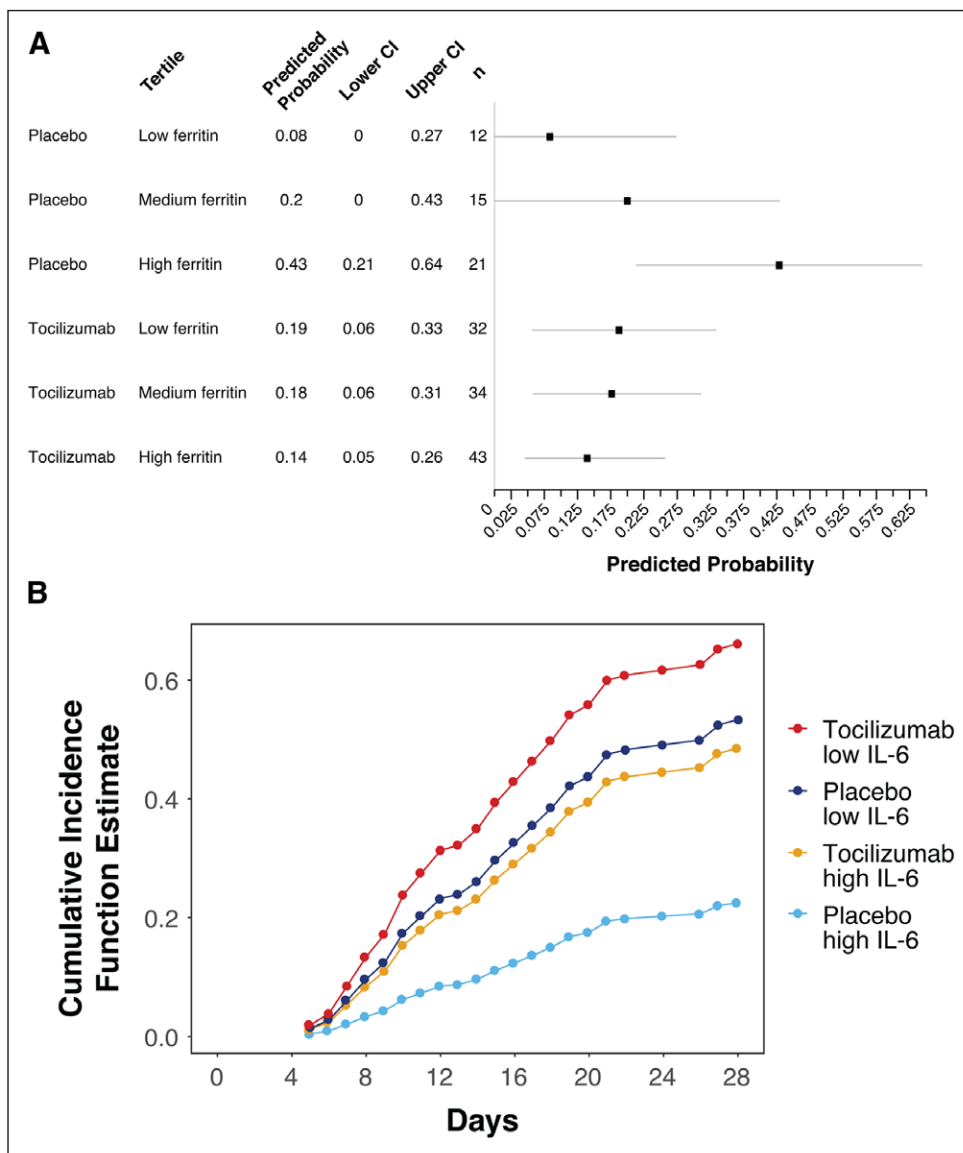 A
Tertile
Predicted
Probability
Lower CI
Upper CI
n
Placebo Low ferritin 0.08 0 0.27 12
Placebo Medium ferritin 0.2 0 0.43 15
Placebo High ferritin 0.43 0.21 0.64 21
Tocilizumab Low ferritin 0.19 0.06 0.33 32
Tocilizumab Medium ferritin 0.18 0.06 0.31 34
Tocilizumab High ferritin 0.14 0.05 0.26 43
0 0.025 0.075 0.125 0.175 0.225 0.275 0.325 0.375 0.425 0.475 0.525 0.575 0.625
Predicted Probability
B
Cumulative Incidence
Function Estimate
0.6
0.4
0.2
0.0
0 4 8 12 16 20 24 28
Days
Tocilizumab
low IL-6
Placebo
low IL-6
Tocilizumab
high IL-6
Placebo
high IL-6